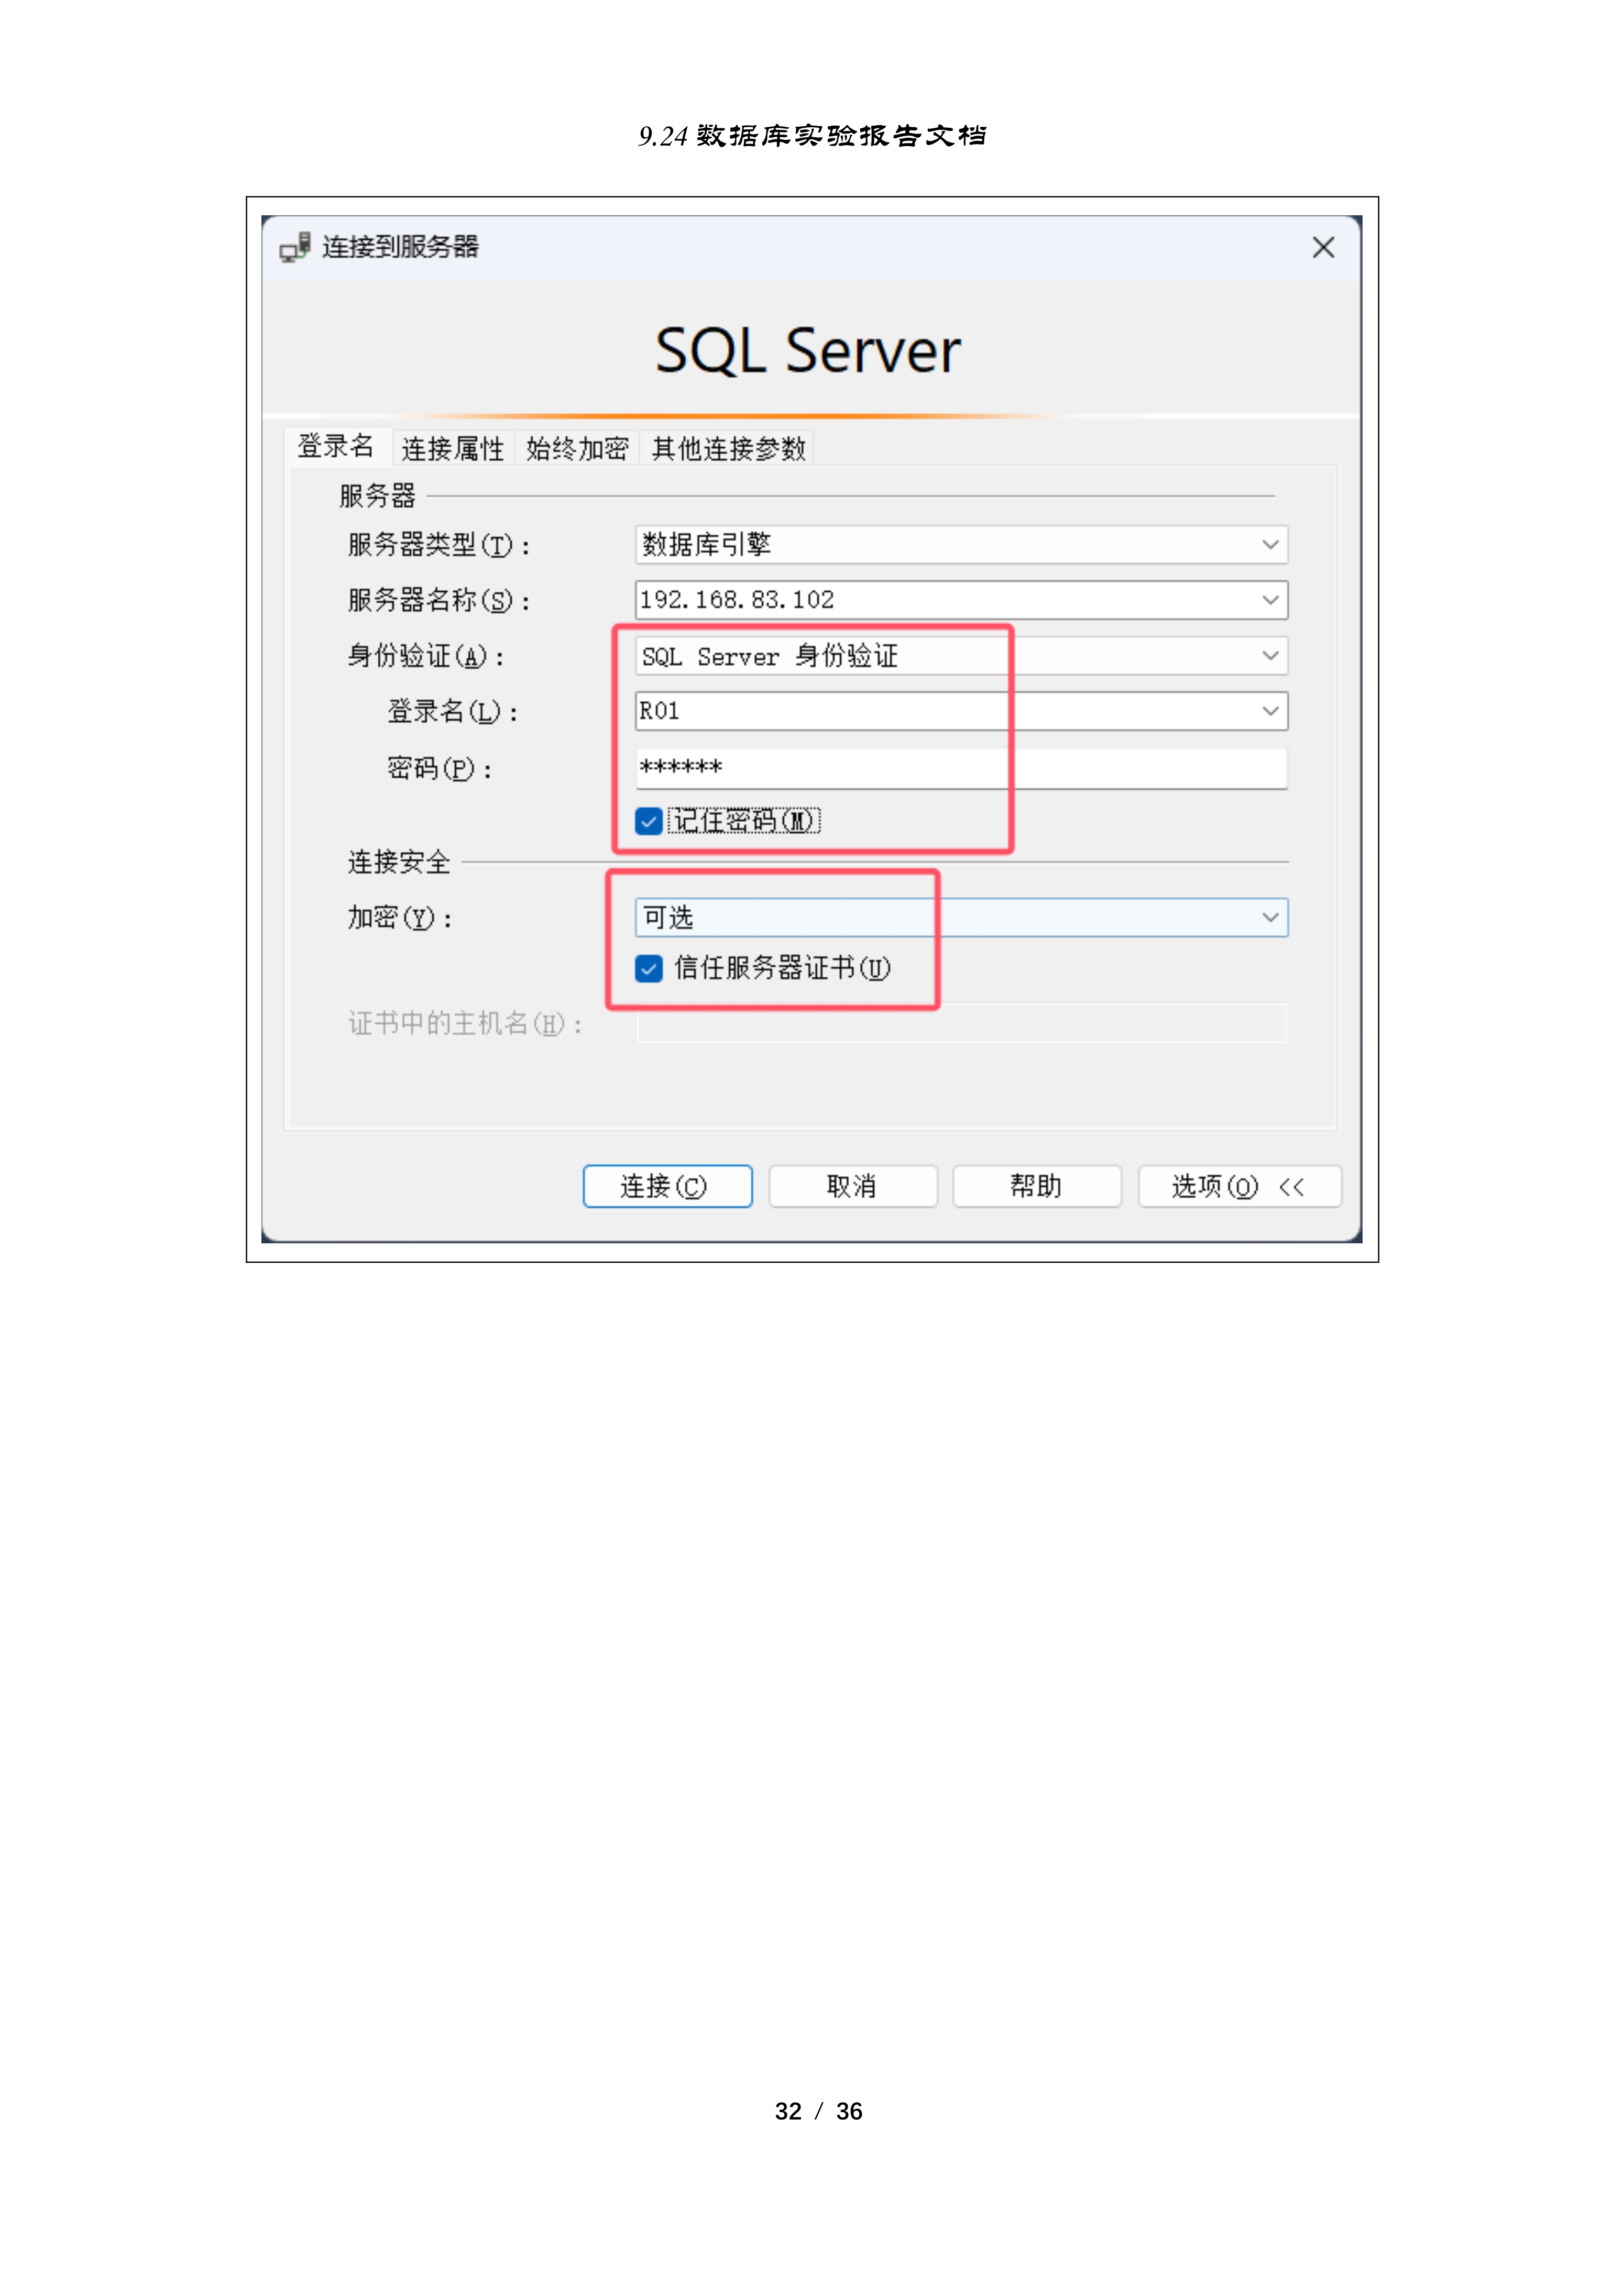 9.24 数据库实验报告文档
连接到服务器
SQL Server
登录名 连接属性 始终加密 其他连接参数
服务器
服务器类型(T): 数据库引擎
服务器名称(S): 192.168.83.102
身份验证(A): SQL Server 身份验证
登录名(L): R01
密码(P): ******
记住密码(M)
连接安全
加密(Y): 可选
信任服务器证书(U)
证书中的主机名(H):
连接(C) 取消 帮助 选项(O) <<
32 / 36